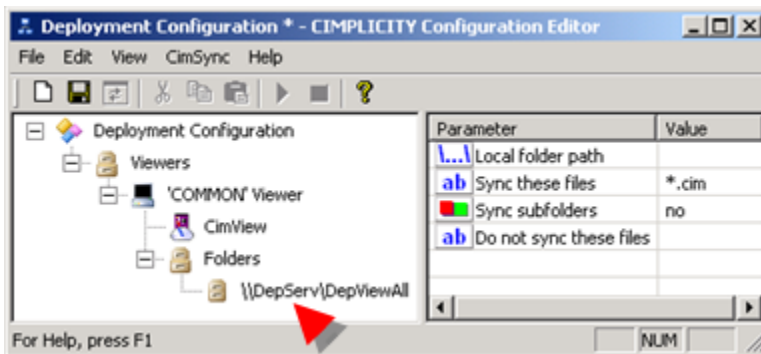 Deployment Configuration * - CIMPLICITY Configuration Editor
File Edit View CimSync Help
Deployment Configuration
Viewers
'COMMON' Viewer
CimView
Folders
\\DepServ\DepViewAll
Parameter Value
\...\ Local folder path
ab Sync these files *.cim
Sync subfolders no
ab Do not sync these files
For Help, press F1 NUM